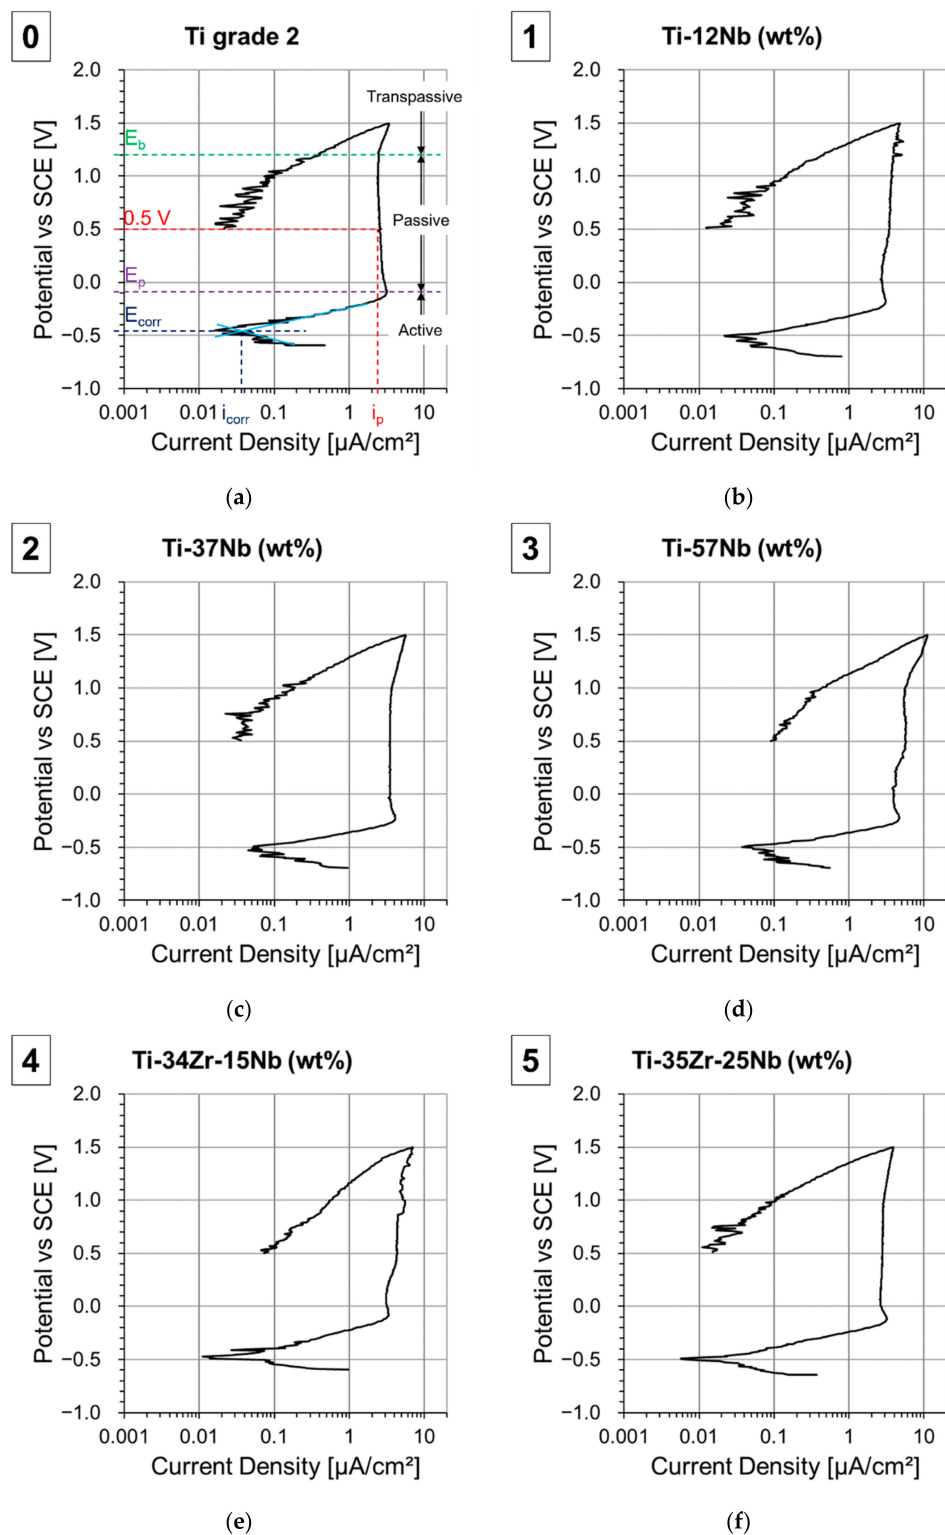 0 Ti grade 2
2.0
1.5
1.0
0.5
0.0
−0.5
−1.0
Potential vs SCE [V]
E_b
0.5 V
E_p
E_corr
Transpassive
Passive
Active
0.001 0.01 0.1 1 10
i_corr i_p
Current Density [µA/cm²]
(a)
1 Ti-12Nb (wt%)
2.0
1.5
1.0
0.5
0.0
−0.5
−1.0
Potential vs SCE [V]
0.001 0.01 0.1 1 10
Current Density [µA/cm²]
(b)
2 Ti-37Nb (wt%)
2.0
1.5
1.0
0.5
0.0
−0.5
−1.0
Potential vs SCE [V]
0.001 0.01 0.1 1 10
Current Density [µA/cm²]
(c)
3 Ti-57Nb (wt%)
2.0
1.5
1.0
0.5
0.0
−0.5
−1.0
Potential vs SCE [V]
0.001 0.01 0.1 1 10
Current Density [µA/cm²]
(d)
4 Ti-34Zr-15Nb (wt%)
2.0
1.5
1.0
0.5
0.0
−0.5
−1.0
Potential vs SCE [V]
0.001 0.01 0.1 1 10
Current Density [µA/cm²]
(e)
5 Ti-35Zr-25Nb (wt%)
2.0
1.5
1.0
0.5
0.0
−0.5
−1.0
Potential vs SCE [V]
0.001 0.01 0.1 1 10
Current Density [µA/cm²]
(f)